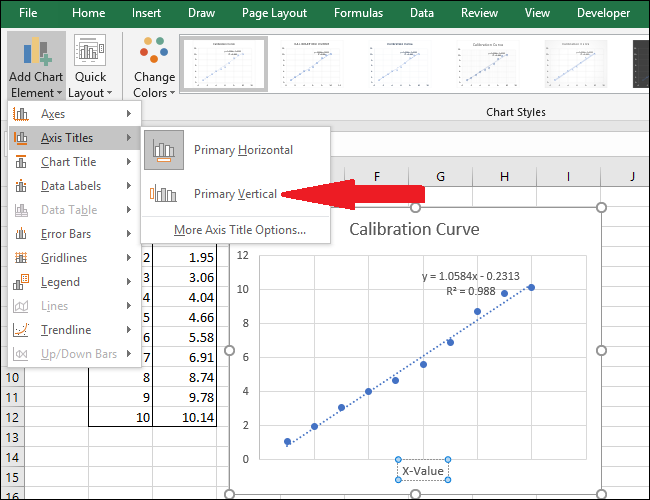 File Home Insert Draw Page Layout Formulas Data Review View Developer
Add Chart Element
Quick Layout
Change Colors
Chart Styles
Axes
Axis Titles
Chart Title
Data Labels
Data Table
Error Bars
Gridlines
Legend
Lines
Trendline
Up/Down Bars
Primary Horizontal
Primary Vertical
More Axis Title Options...
F G H I J
2 1.95
3 3.06
4 4.04
5 4.66
6 5.58
7 6.91
10 8 8.74
11 9 9.78
12 10 10.14
13
14
15
16
Calibration Curve
y = 1.0584x - 0.2313
R² = 0.988
12
10
8
6
4
2
0
X-Value